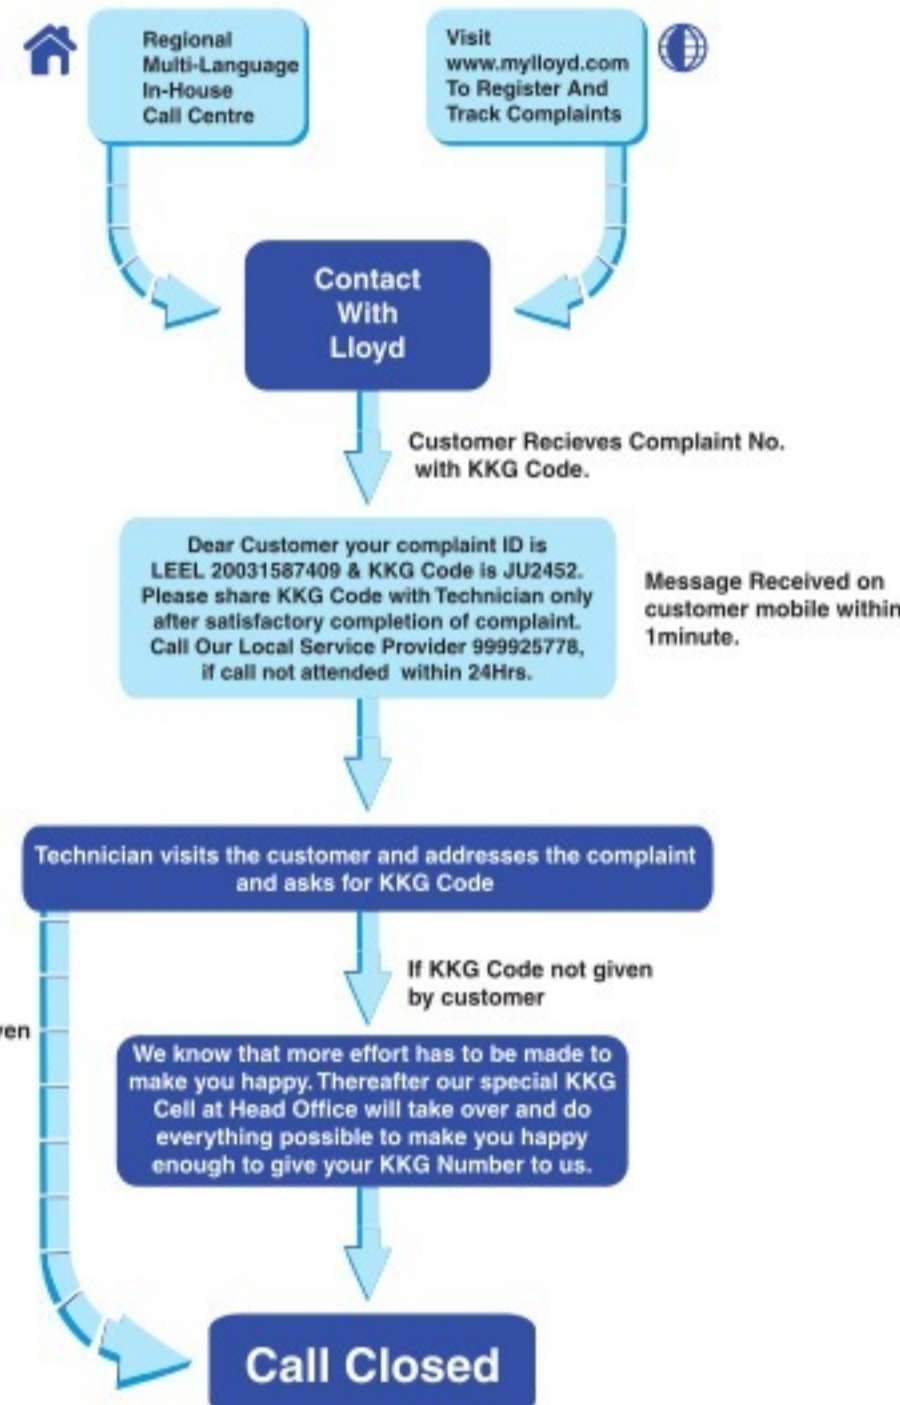 Regional
Multi-Language
In-House
Call Centre
Visit
www.mylloyd.com
To Register And
Track Complaints
Contact
With
Lloyd
Customer Recieves Complaint No.
with KKG Code.
Dear Customer your complaint ID is
LEEL 20031587409 & KKG Code is JU2452.
Please share KKG Code with Technician only
after satisfactory completion of complaint.
Call Our Local Service Provider 999925778,
if call not attended within 24Hrs.
Message Received on
customer mobile within
1minute.
Technician visits the customer and addresses the complaint
and asks for KKG Code
If KKG Code not given
by customer
We know that more effort has to be made to
make you happy. Thereafter our special KKG
Cell at Head Office will take over and do
everything possible to make you happy
enough to give your KKG Number to us.
Call Closed